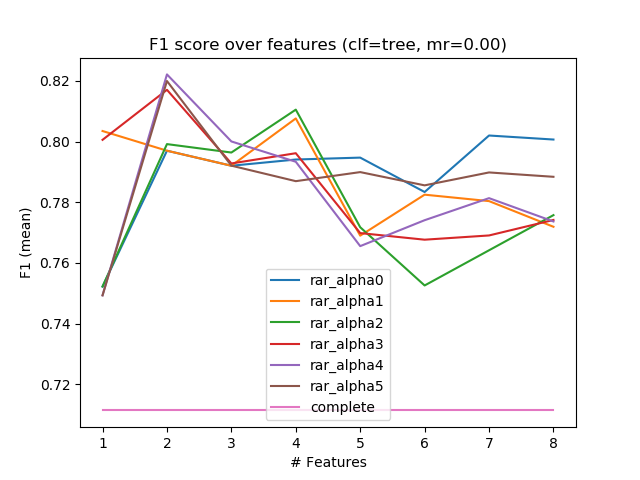 F1 score over features (clf=tree, mr=0.00)
F1 (mean)
0.82
0.80
0.78
0.76
0.74
0.72
rar_alpha0
rar_alpha1
rar_alpha2
rar_alpha3
rar_alpha4
rar_alpha5
complete
1 2 3 4 5 6 7 8
# Features